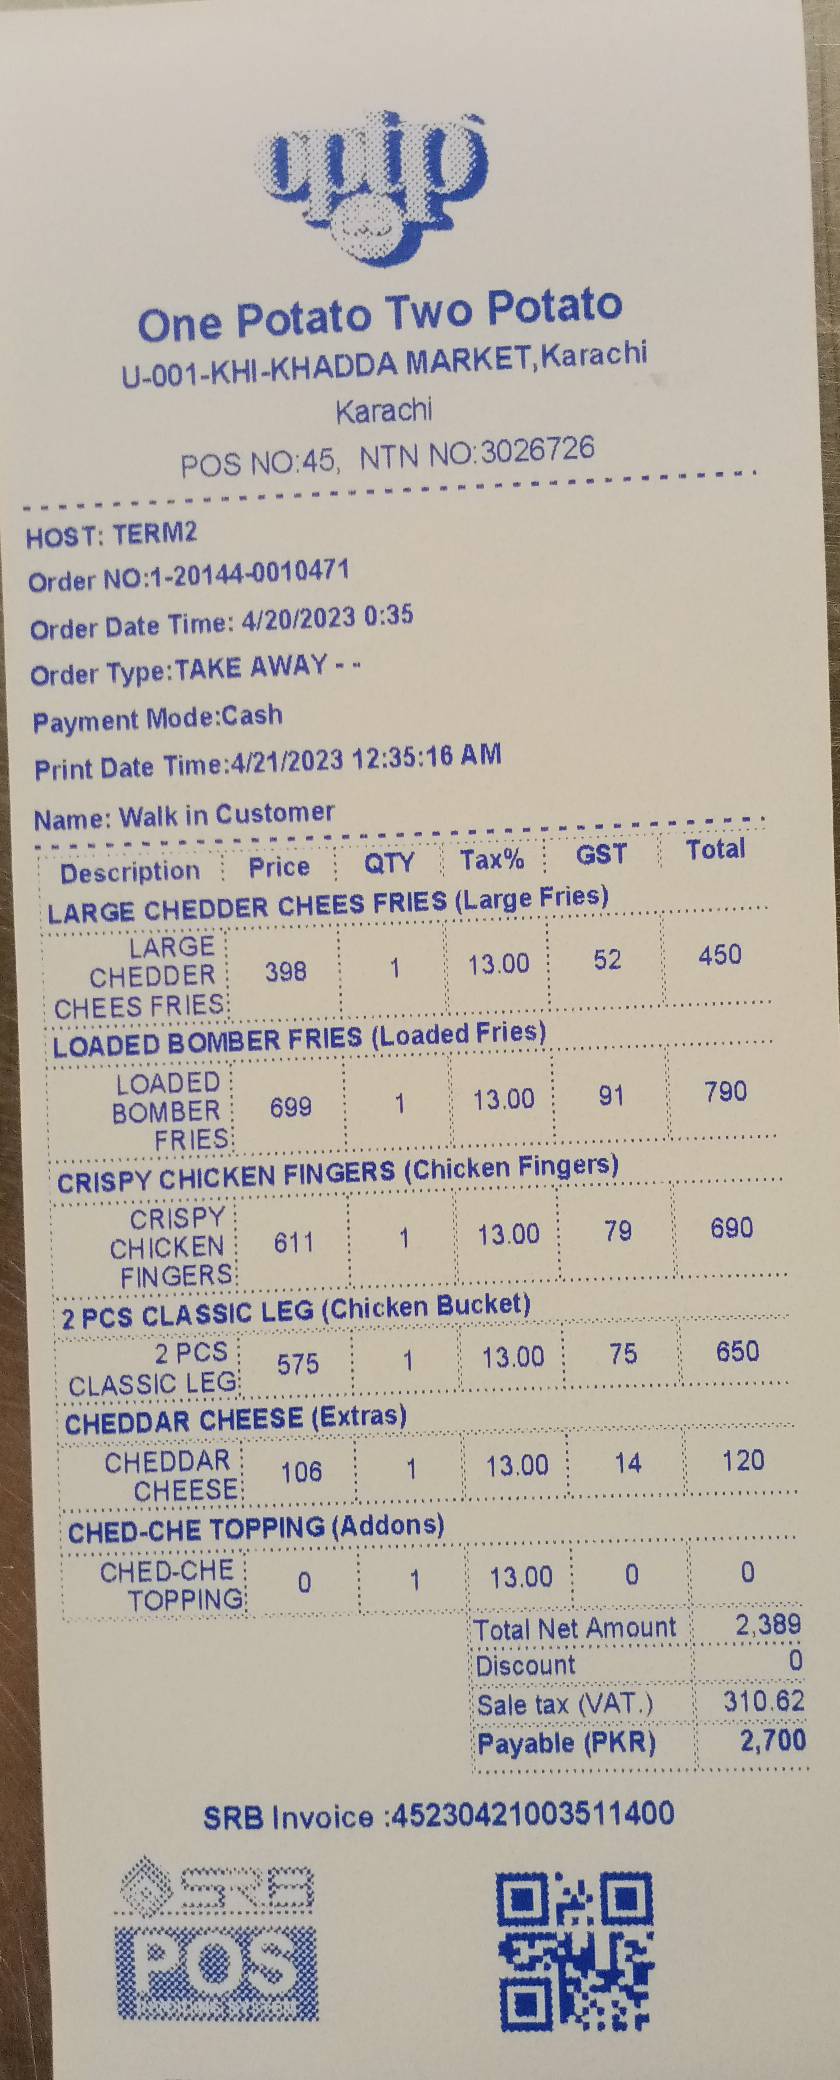 optp
One Potato Two Potato
U-001-KHI-KHADDA MARKET,Karachi
Karachi
POS NO:45, NTN NO:3026726
HOST: TERM2
Order NO:1-20144-0010471
Order Date Time: 4/20/2023 0:35
Order Type:TAKE AWAY - --
Payment Mode:Cash
Print Date Time:4/21/2023 12:35:16 AM
Name: Walk in Customer
Description Price QTY Tax% GST Total
LARGE CHEDDER CHEES FRIES (Large Fries)
LARGE
CHEDDER 398 1 13.00 52 450
CHEES FRIES
LOADED BOMBER FRIES (Loaded Fries)
LOADED
BOMBER 699 1 13.00 91 790
FRIES
CRISPY CHICKEN FINGERS (Chicken Fingers)
CRISPY
CHICKEN 611 1 13.00 79 690
FINGERS
2 PCS CLASSIC LEG (Chicken Bucket)
2 PCS 575 1 13.00 75 650
CLASSIC LEG
CHEDDAR CHEESE (Extras)
CHEDDAR 106 1 13.00 14 120
CHEESE
CHED-CHE TOPPING (Addons)
CHED-CHE 0 1 13.00 0 0
TOPPING
Total Net Amount 2,389
Discount 0
Sale tax (VAT.) 310.62
Payable (PKR) 2,700
SRB Invoice :45230421003511400
SRB
POS